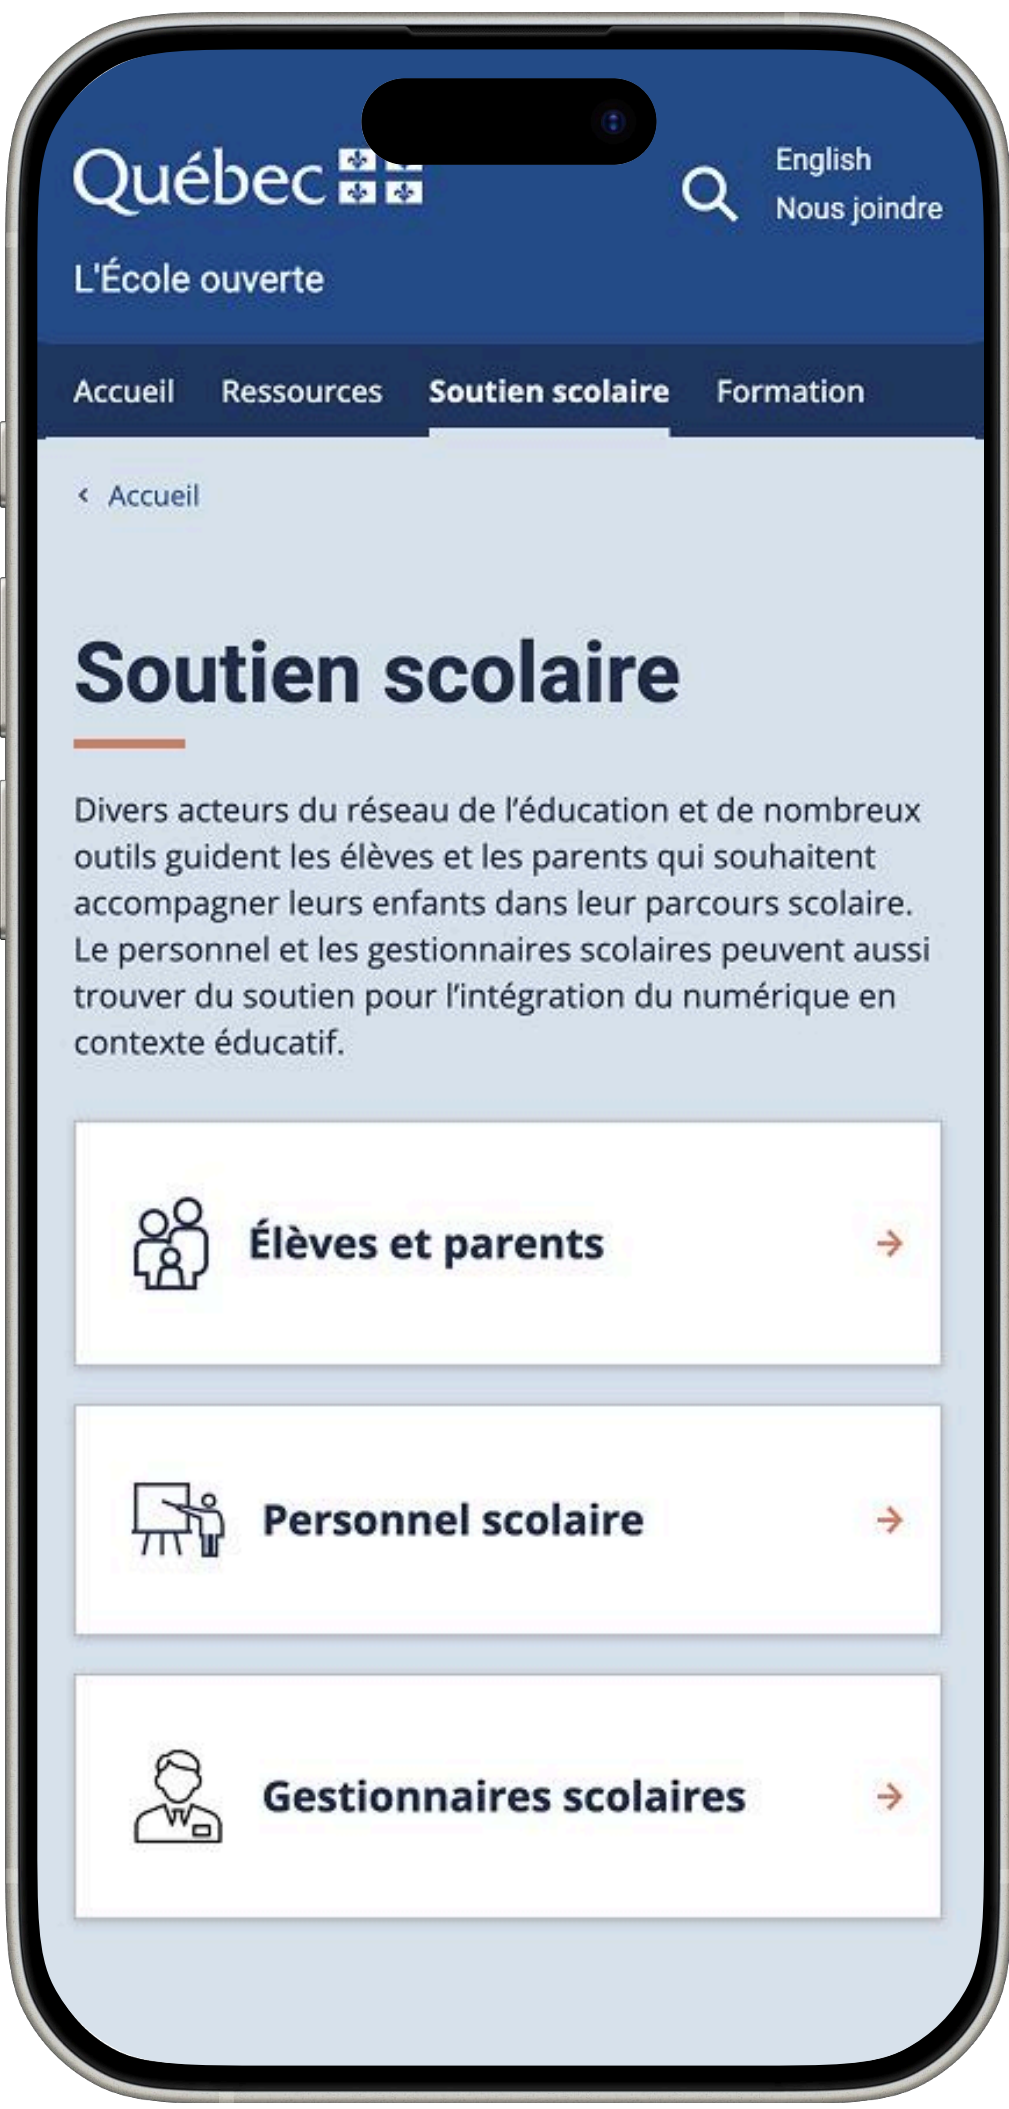 Québec
English
Nous joindre
L'École ouverte
Accueil Ressources Soutien scolaire Formation
‹ Accueil
Soutien scolaire
Divers acteurs du réseau de l’éducation et de nombreux
outils guident les élèves et les parents qui souhaitent
accompagner leurs enfants dans leur parcours scolaire.
Le personnel et les gestionnaires scolaires peuvent aussi
trouver du soutien pour l’intégration du numérique en
contexte éducatif.
Élèves et parents
Personnel scolaire
Gestionnaires scolaires